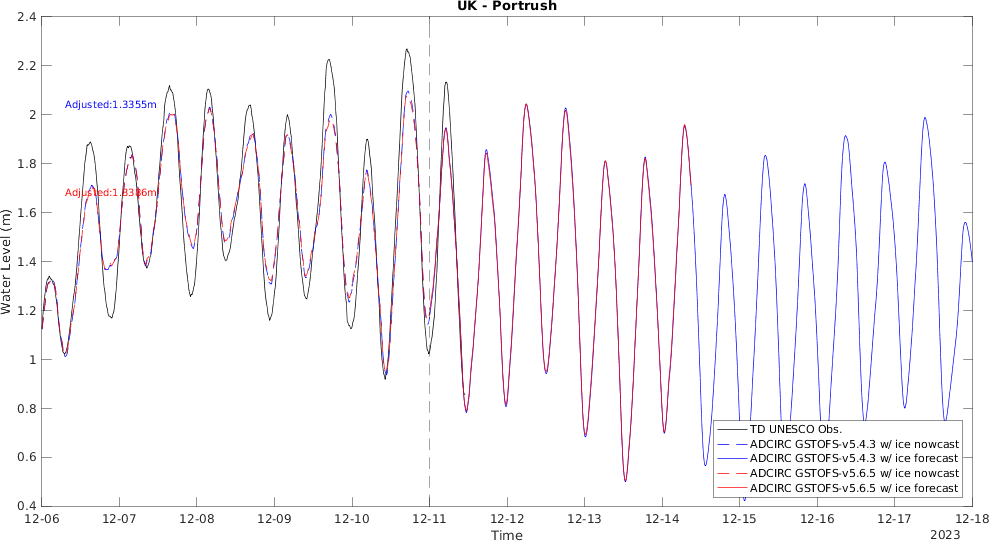 UK - Portrush
2.4
2.2
2
1.8
1.6
1.4
1.2
1
0.8
0.6
0.4
Water Level (m)
Adjusted:1.3355m
Adjusted:1.8386m
TD UNESCO Obs.
ADCIRC GSTOFS-v5.4.3 w/ ice nowcast
ADCIRC GSTOFS-v5.4.3 w/ ice forecast
ADCIRC GSTOFS-v5.6.5 w/ ice nowcast
ADCIRC GSTOFS-v5.6.5 w/ ice forecast
12-06 12-07 12-08 12-09 12-10 12-11 12-12 12-13 12-14 12-15 12-16 12-17 12-18
Time
2023